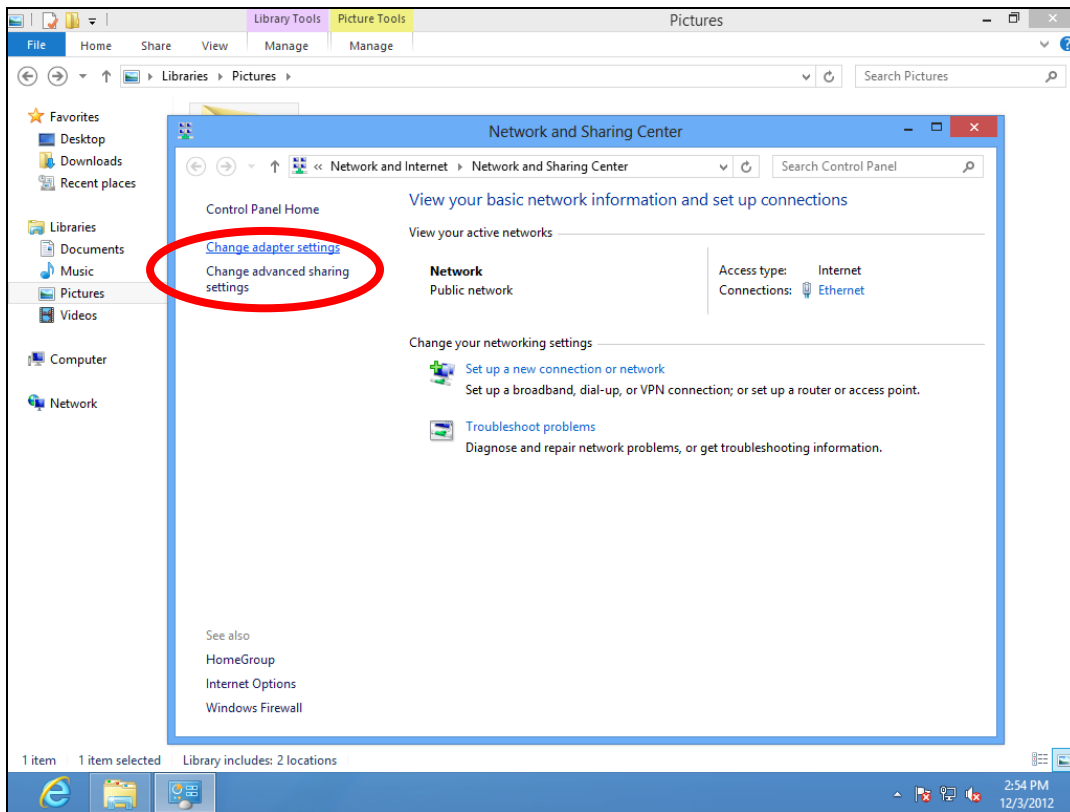 Library Tools Picture Tools Pictures
File Home Share View Manage Manage
Libraries Pictures Search Pictures
Favorites
Desktop
Downloads
Recent places
Libraries
Documents
Music
Pictures
Videos
Computer
Network
Network and Sharing Center
« Network and Internet Network and Sharing Center Search Control Panel
Control Panel Home
Change adapter settings
Change advanced sharing
settings
View your basic network information and set up connections
View your active networks
Network
Public network
Access type: Internet
Connections: Ethernet
Change your networking settings
Set up a new connection or network
Set up a broadband, dial-up, or VPN connection; or set up a router or access point.
Troubleshoot problems
Diagnose and repair network problems, or get troubleshooting information.
See also
HomeGroup
Internet Options
Windows Firewall
1 item 1 item selected Library includes: 2 locations
2:54 PM
12/3/2012